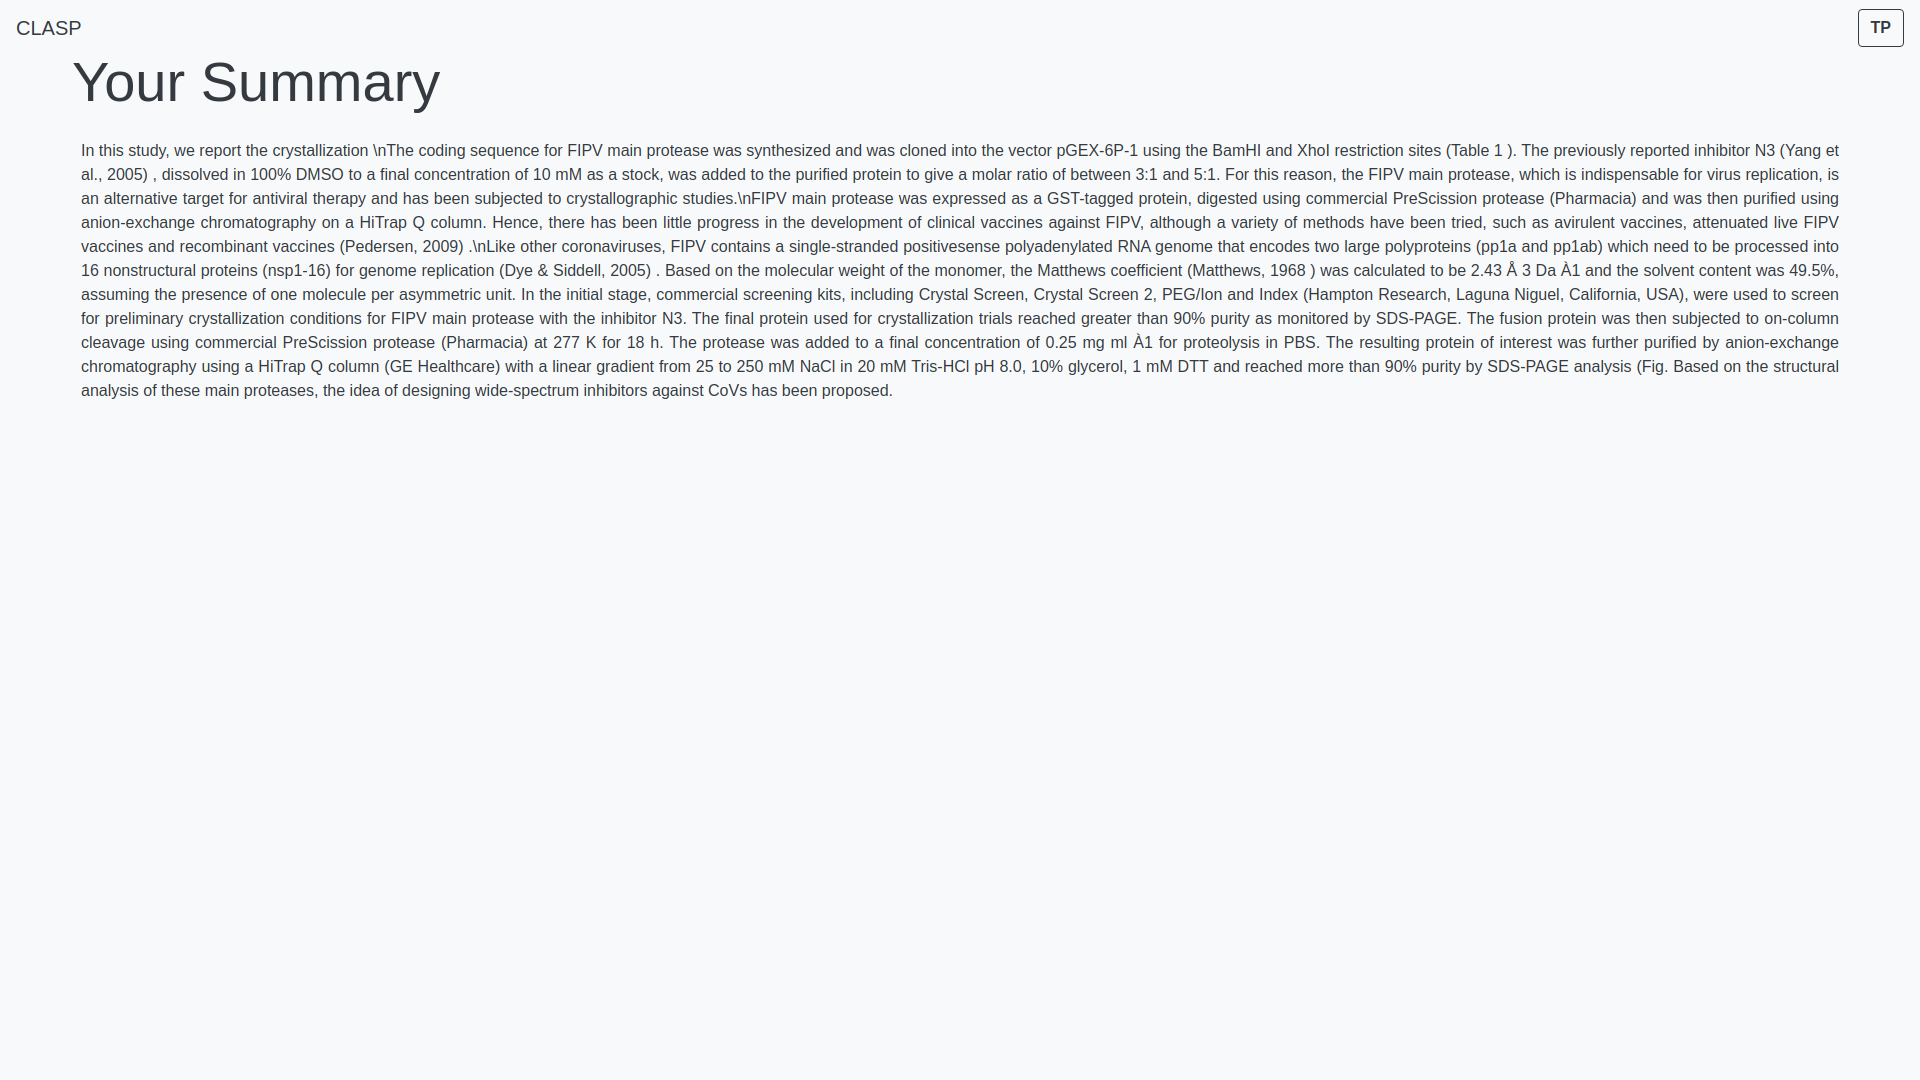 CLASP
TP
Your Summary
In this study, we report the crystallization \nThe coding sequence for FIPV main protease was synthesized and was cloned into the vector pGEX-6P-1 using the BamHI and XhoI restriction sites (Table 1 ). The previously reported inhibitor N3 (Yang et
al., 2005) , dissolved in 100% DMSO to a final concentration of 10 mM as a stock, was added to the purified protein to give a molar ratio of between 3:1 and 5:1. For this reason, the FIPV main protease, which is indispensable for virus replication, is
an alternative target for antiviral therapy and has been subjected to crystallographic studies.\nFIPV main protease was expressed as a GST-tagged protein, digested using commercial PreScission protease (Pharmacia) and was then purified using
anion-exchange chromatography on a HiTrap Q column. Hence, there has been little progress in the development of clinical vaccines against FIPV, although a variety of methods have been tried, such as avirulent vaccines, attenuated live FIPV
vaccines and recombinant vaccines (Pedersen, 2009) .\nLike other coronaviruses, FIPV contains a single-stranded positivesense polyadenylated RNA genome that encodes two large polyproteins (pp1a and pp1ab) which need to be processed into
16 nonstructural proteins (nsp1-16) for genome replication (Dye & Siddell, 2005) . Based on the molecular weight of the monomer, the Matthews coefficient (Matthews, 1968 ) was calculated to be 2.43 Å 3 Da À1 and the solvent content was 49.5%,
assuming the presence of one molecule per asymmetric unit. In the initial stage, commercial screening kits, including Crystal Screen, Crystal Screen 2, PEG/Ion and Index (Hampton Research, Laguna Niguel, California, USA), were used to screen
for preliminary crystallization conditions for FIPV main protease with the inhibitor N3. The final protein used for crystallization trials reached greater than 90% purity as monitored by SDS-PAGE. The fusion protein was then subjected to on-column
cleavage using commercial PreScission protease (Pharmacia) at 277 K for 18 h. The protease was added to a final concentration of 0.25 mg ml À1 for proteolysis in PBS. The resulting protein of interest was further purified by anion-exchange
chromatography using a HiTrap Q column (GE Healthcare) with a linear gradient from 25 to 250 mM NaCl in 20 mM Tris-HCl pH 8.0, 10% glycerol, 1 mM DTT and reached more than 90% purity by SDS-PAGE analysis (Fig. Based on the structural
analysis of these main proteases, the idea of designing wide-spectrum inhibitors against CoVs has been proposed.